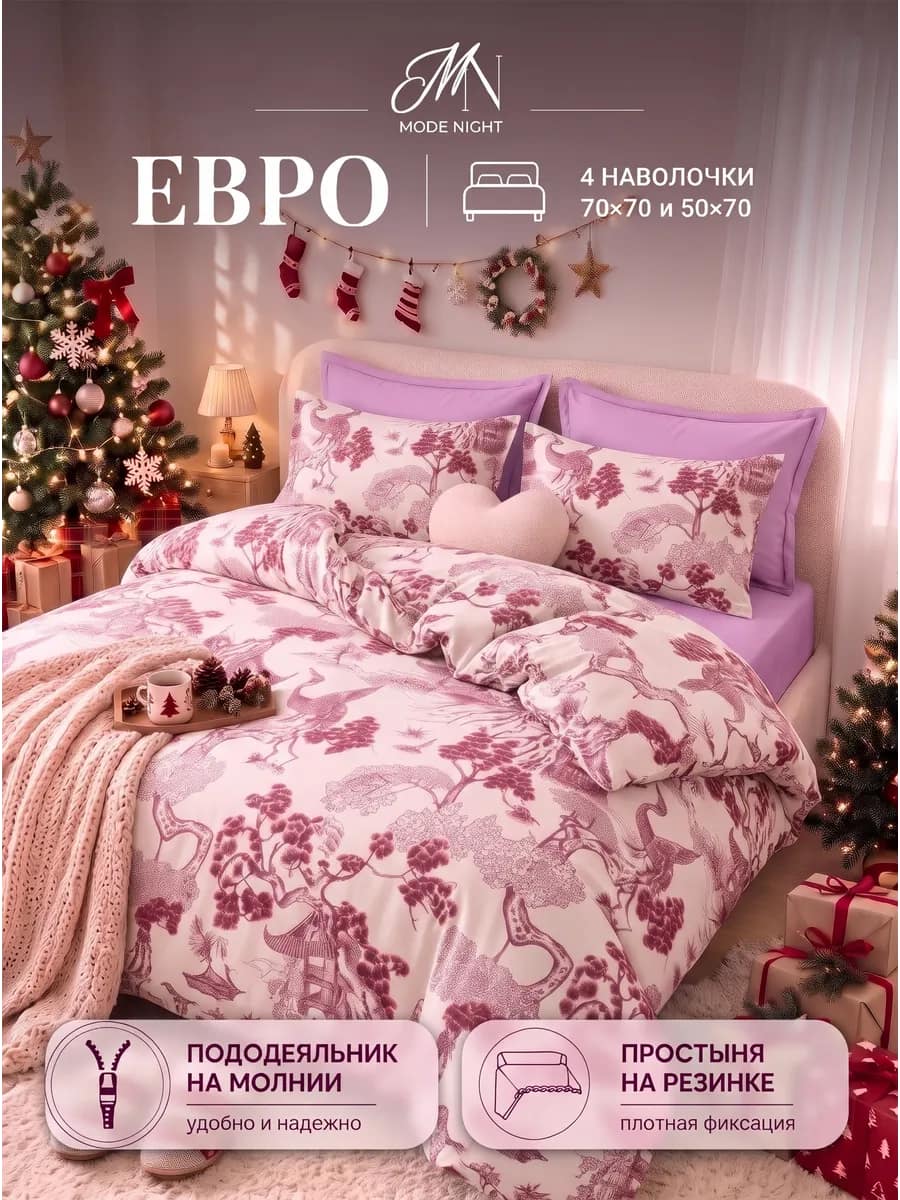 MN
MODE NIGHT
ЕВРО
4 НАВОЛОЧКИ
70×70 и 50×70
ПОДОДЕЯЛЬНИК
НА МОЛНИИ
удобно и надежно
ПРОСТЫНЯ
НА РЕЗИНКЕ
плотная фиксация